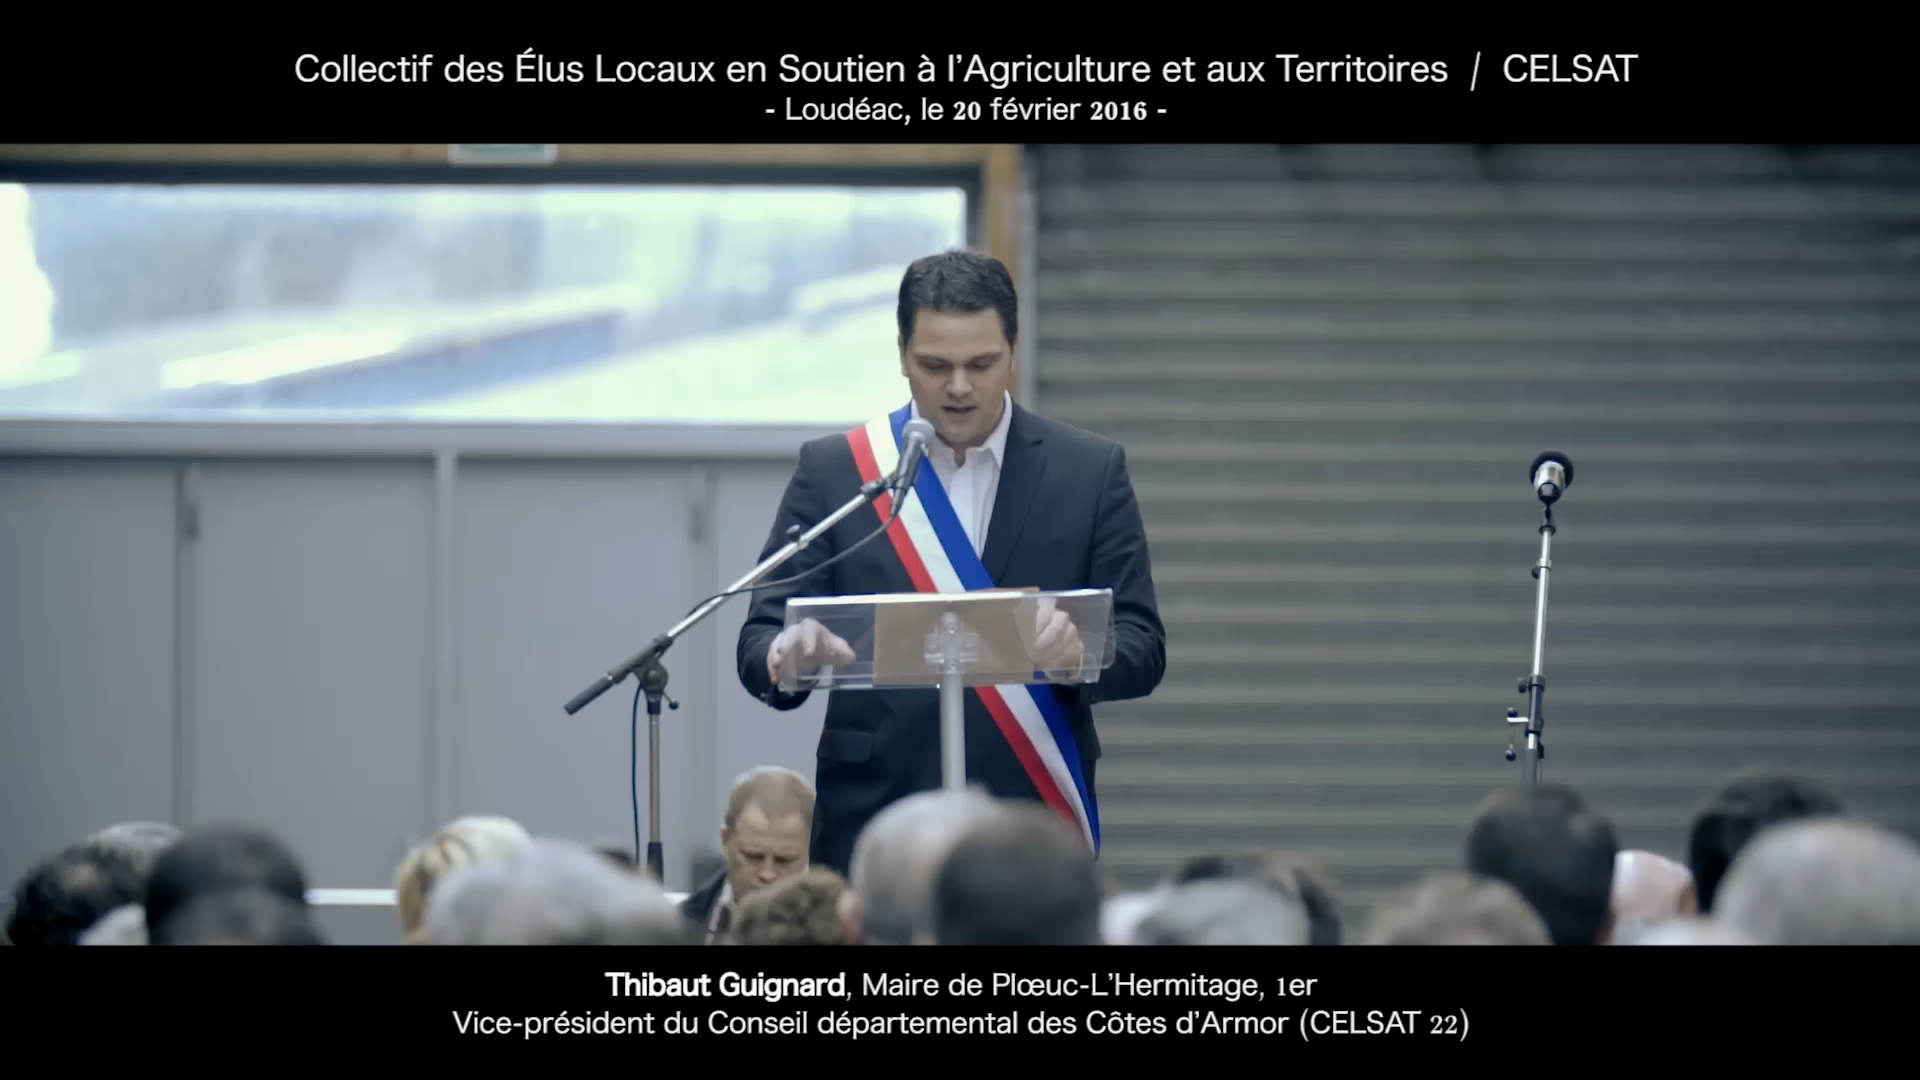 Collectif des Élus Locaux en Soutien à l'Agriculture et aux Territoires / CELSAT
- Loudéac, le 20 février 2016 -
Thibaut Guignard, Maire de Plœuc-L'Hermitage, 1er
Vice-président du Conseil départemental des Côtes d'Armor (CELSAT 22)